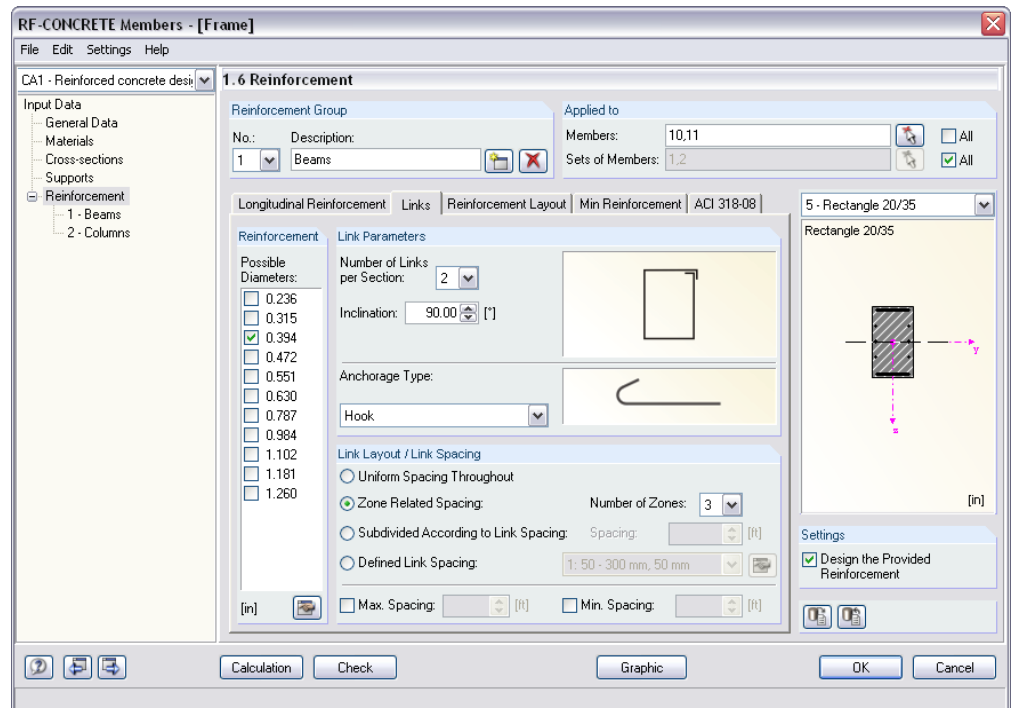 RF-CONCRETE Members - [Frame]
File Edit Settings Help
CA1 - Reinforced concrete desi
1.6 Reinforcement
Input Data
General Data
Materials
Cross-sections
Supports
Reinforcement
1 - Beams
2 - Columns
Reinforcement Group
No.: Description:
1 Beams
Applied to
Members: 10,11 All
Sets of Members: 1,2 All
Longitudinal Reinforcement Links Reinforcement Layout Min Reinforcement ACI 318-08
Reinforcement
Possible
Diameters:
0.236
0.315
0.394
0.472
0.551
0.630
0.787
0.984
1.102
1.181
1.260
[in]
Link Parameters
Number of Links
per Section: 2
Inclination: 90.00 [°]
Anchorage Type:
Hook
Link Layout / Link Spacing
Uniform Spacing Throughout
Zone Related Spacing: Number of Zones: 3
Subdivided According to Link Spacing: Spacing: [ft]
Defined Link Spacing: 1: 50 - 300 mm, 50 mm
Max. Spacing: [ft] Min. Spacing: [ft]
5 - Rectangle 20/35
Rectangle 20/35
y
z
[in]
Settings
Design the Provided
Reinforcement
Calculation Check Graphic OK Cancel